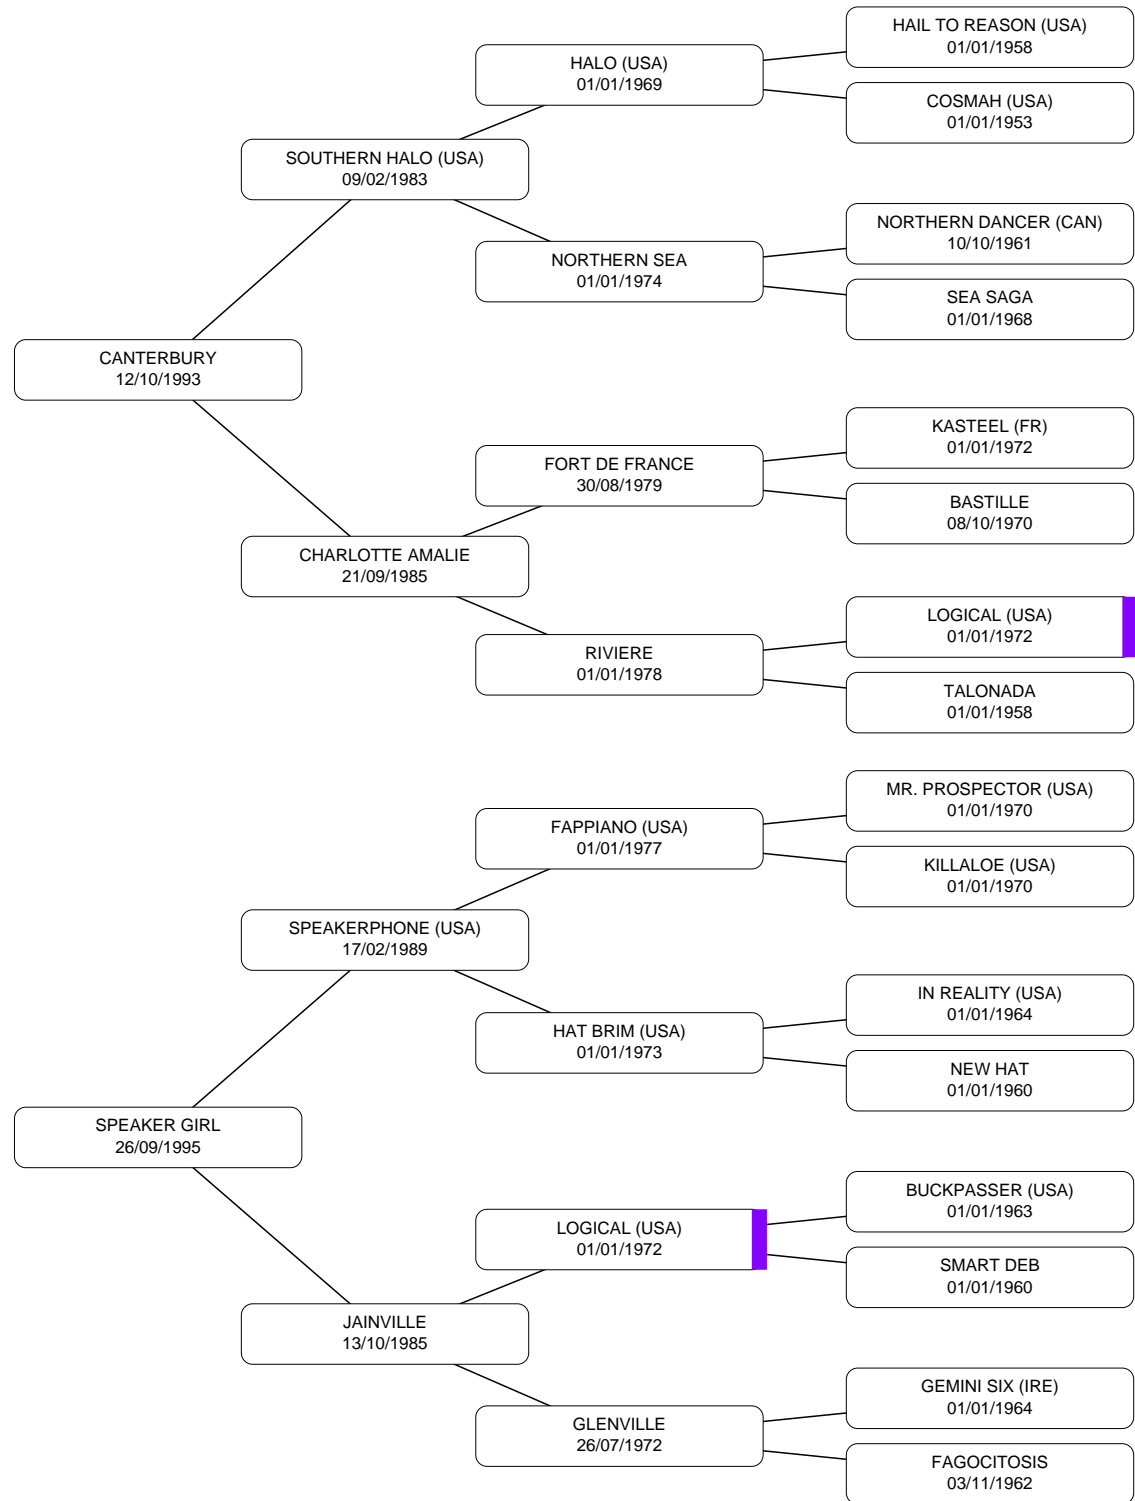 HAIL TO REASON (USA)
01/01/1958
HALO (USA)
01/01/1969
COSMAH (USA)
01/01/1953
SOUTHERN HALO (USA)
09/02/1983
NORTHERN DANCER (CAN)
10/10/1961
NORTHERN SEA
01/01/1974
SEA SAGA
01/01/1968
CANTERBURY
12/10/1993
KASTEEL (FR)
01/01/1972
FORT DE FRANCE
30/08/1979
BASTILLE
08/10/1970
CHARLOTTE AMALIE
21/09/1985
LOGICAL (USA)
01/01/1972
RIVIERE
01/01/1978
TALONADA
01/01/1958
MR. PROSPECTOR (USA)
01/01/1970
FAPPIANO (USA)
01/01/1977
KILLALOE (USA)
01/01/1970
SPEAKERPHONE (USA)
17/02/1989
IN REALITY (USA)
01/01/1964
HAT BRIM (USA)
01/01/1973
NEW HAT
01/01/1960
SPEAKER GIRL
26/09/1995
BUCKPASSER (USA)
01/01/1963
LOGICAL (USA)
01/01/1972
SMART DEB
01/01/1960
JAINVILLE
13/10/1985
GEMINI SIX (IRE)
01/01/1964
GLENVILLE
26/07/1972
FAGOCITOSIS
03/11/1962